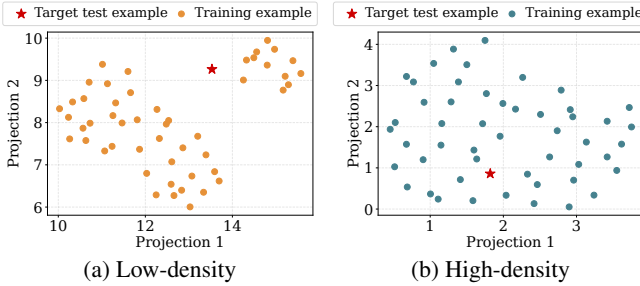 Target test example Training example
Projection 2
10
9
8
7
6
10 12 14
Projection 1
(a) Low-density
Target test example Training example
Projection 2
4
3
2
1
0
1 2 3
Projection 1
(b) High-density